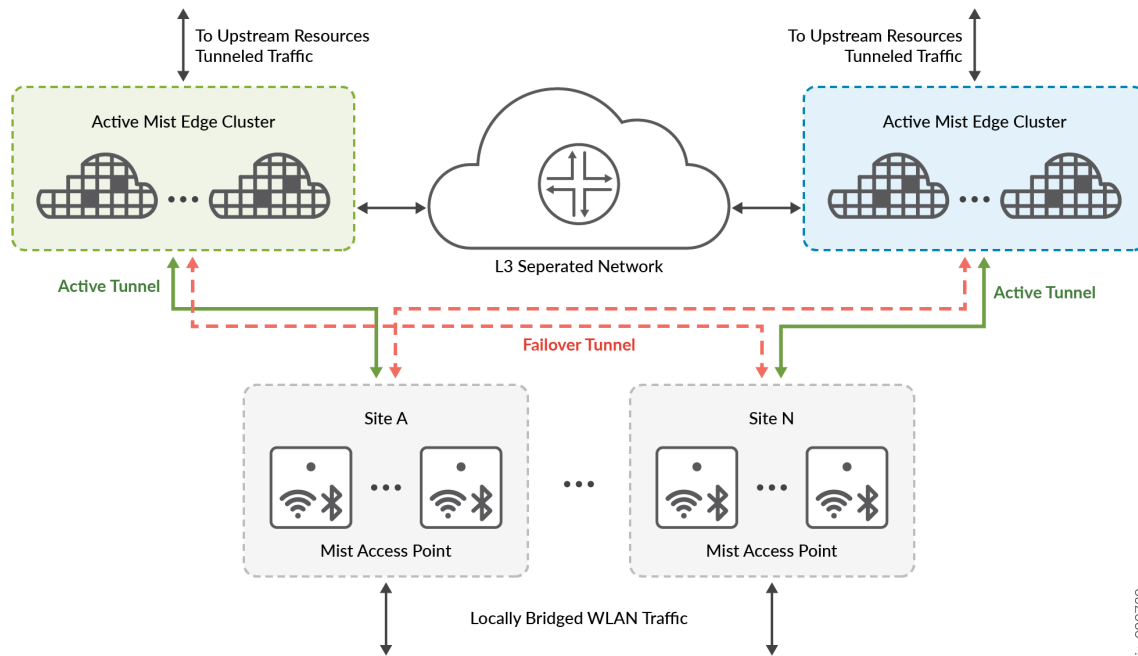 To Upstream Resources
Tunneled Traffic
To Upstream Resources
Tunneled Traffic
Active Mist Edge Cluster
Active Mist Edge Cluster
L3 Seperated Network
Active Tunnel
Active Tunnel
Failover Tunnel
Site A
Site N
Mist Access Point
Mist Access Point
Locally Bridged WLAN Traffic